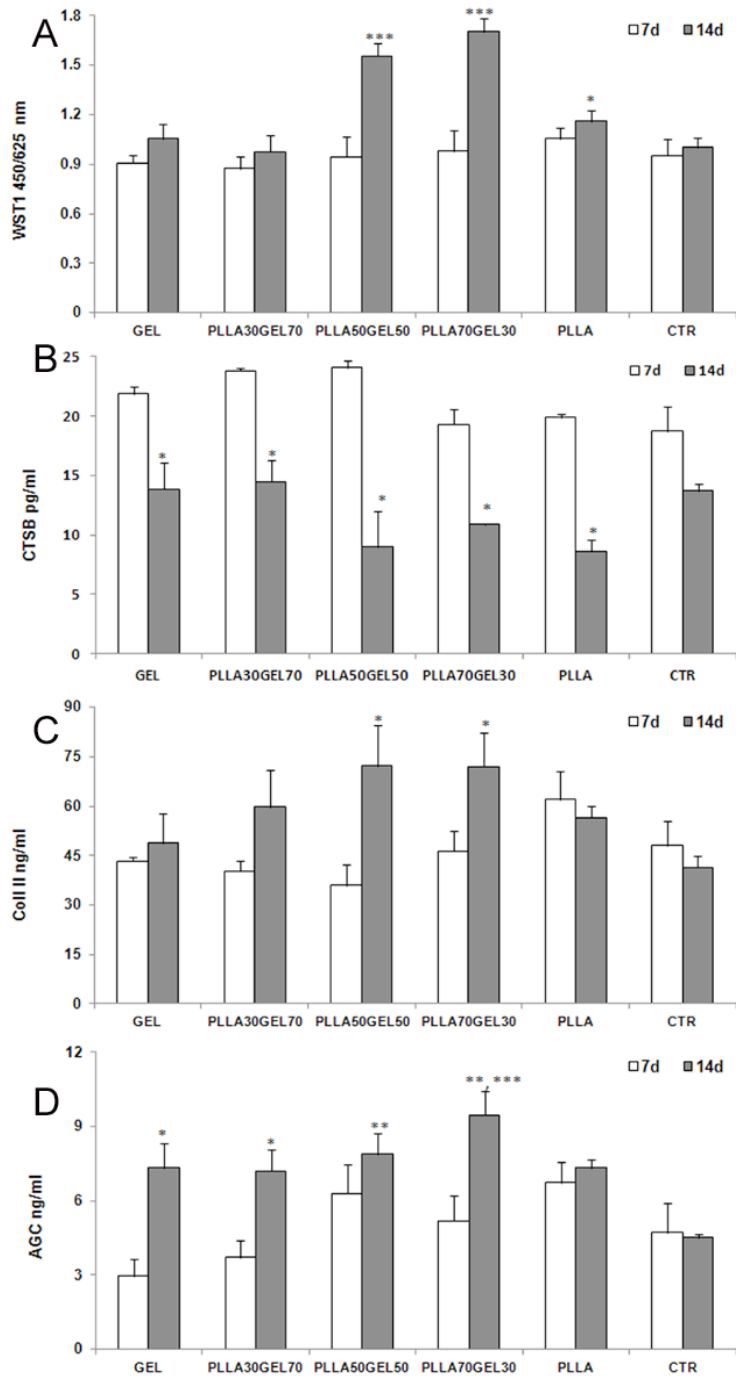 A
WST1 450/625 nm
1.8
1.5
1.2
0.9
0.6
0.3
0
7d 14d
*** *** *
GEL PLLA30GEL70 PLLA50GEL50 PLLA70GEL30 PLLA CTR
B
CTSB pg/ml
25
20
15
10
5
0
7d 14d
* * * * *
GEL PLLA30GEL70 PLLA50GEL50 PLLA70GEL30 PLLA CTR
C
Coll II ng/ml
90
75
60
45
30
15
0
7d 14d
* *
GEL PLLA30GEL70 PLLA50GEL50 PLLA70GEL30 PLLA CTR
D
AGC ng/ml
12
9
6
3
0
7d 14d
* * ** **, ***
GEL PLLA30GEL70 PLLA50GEL50 PLLA70GEL30 PLLA CTR